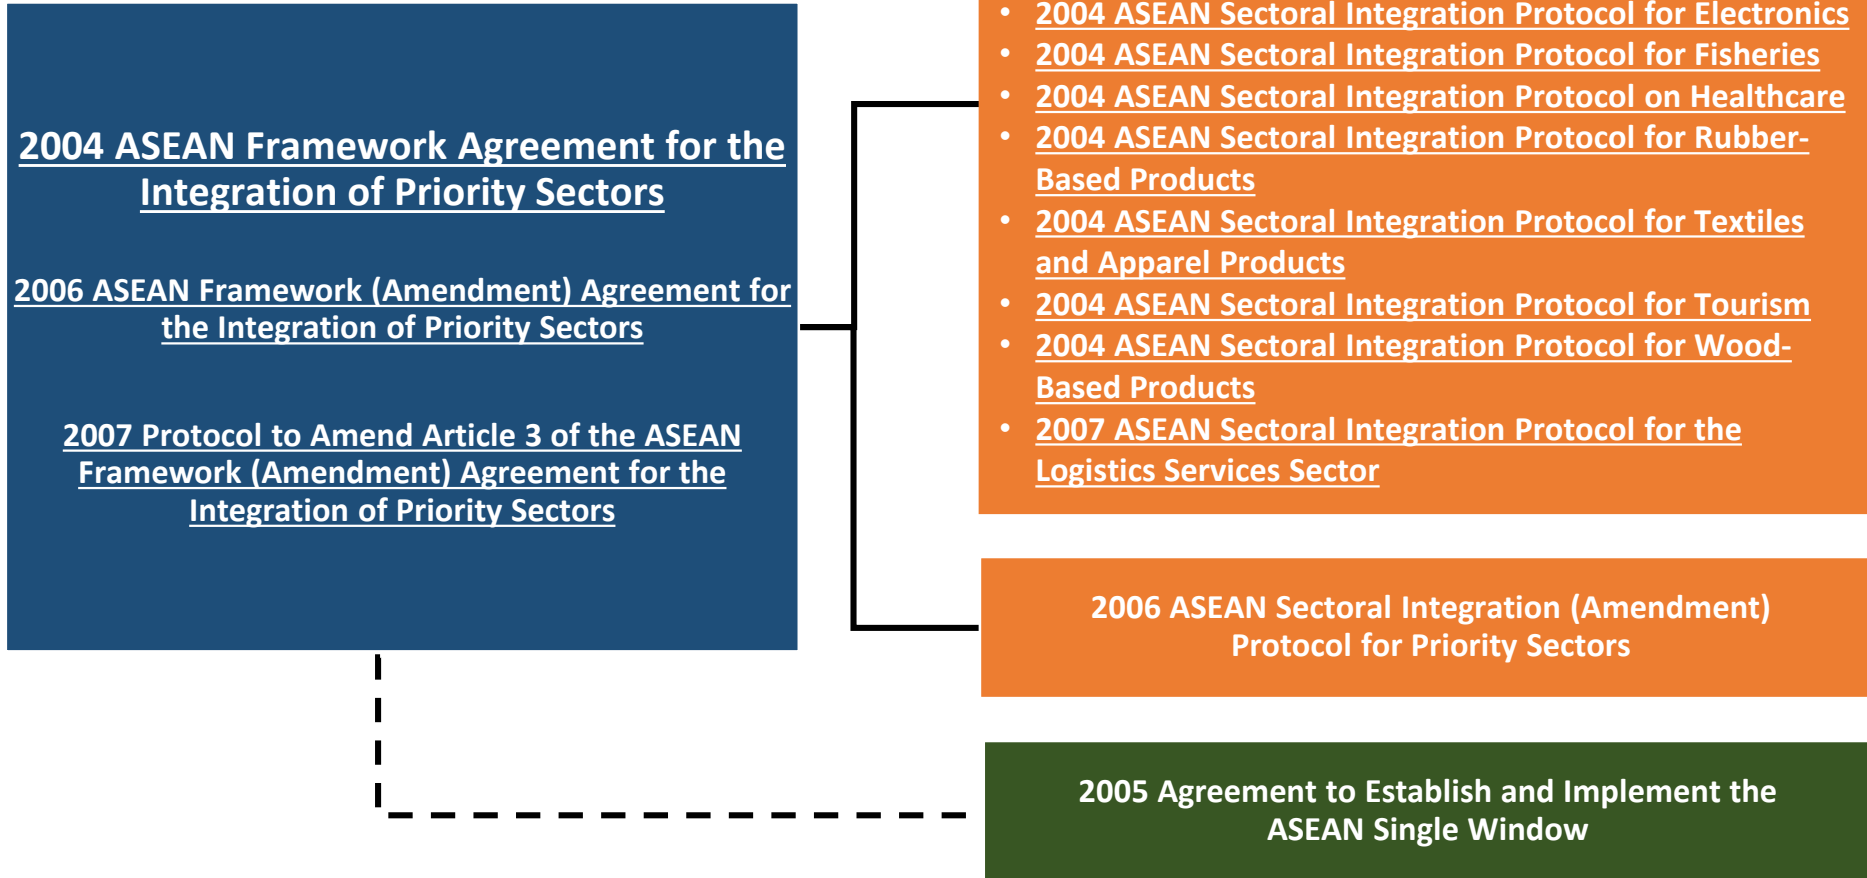 2004 ASEAN Framework Agreement for the
Integration of Priority Sectors
2006 ASEAN Framework (Amendment) Agreement for
the Integration of Priority Sectors
2007 Protocol to Amend Article 3 of the ASEAN
Framework (Amendment) Agreement for the
Integration of Priority Sectors
• 2004 ASEAN Sectoral Integration Protocol for Electronics
• 2004 ASEAN Sectoral Integration Protocol for Fisheries
• 2004 ASEAN Sectoral Integration Protocol on Healthcare
• 2004 ASEAN Sectoral Integration Protocol for Rubber-
Based Products
• 2004 ASEAN Sectoral Integration Protocol for Textiles
and Apparel Products
• 2004 ASEAN Sectoral Integration Protocol for Tourism
• 2004 ASEAN Sectoral Integration Protocol for Wood-
Based Products
• 2007 ASEAN Sectoral Integration Protocol for the
Logistics Services Sector
2006 ASEAN Sectoral Integration (Amendment)
Protocol for Priority Sectors
2005 Agreement to Establish and Implement the
ASEAN Single Window